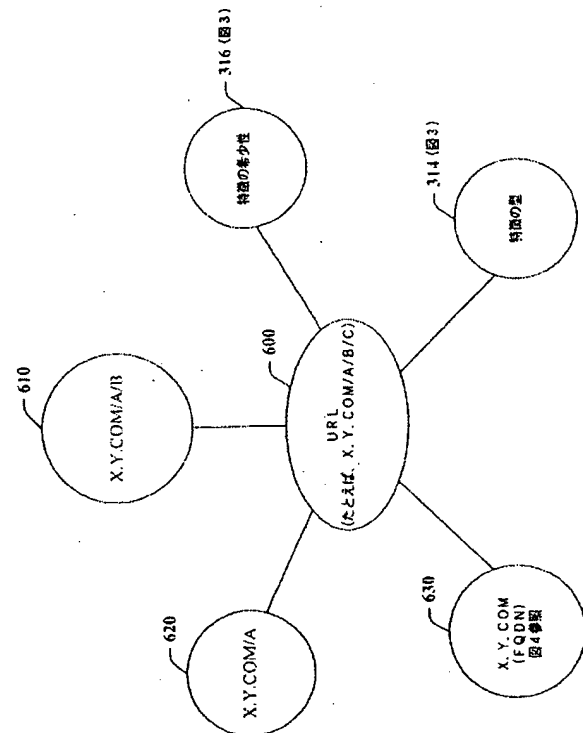 610
X.Y.COM/A/B
620
X.Y.COM/A
316 (図3)
特徴の希少性
600
URL
(たとえば、X.Y.COM/A/B/C)
630
X.Y.COM
(FQDN)
図4参照
314 (図3)
特徴の型